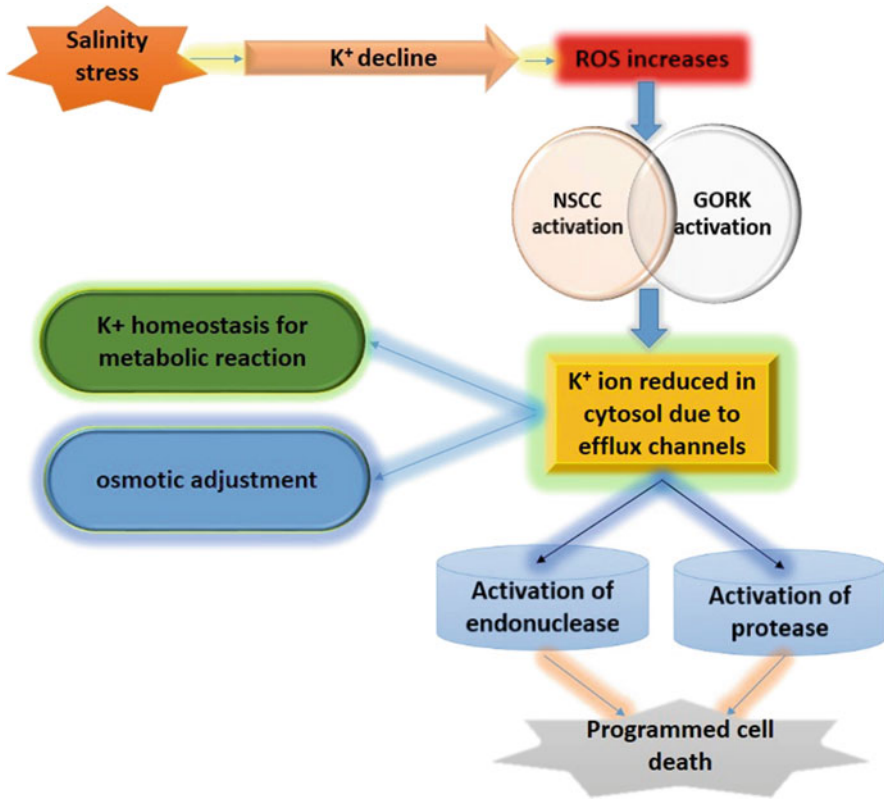 Salinity
stress
K⁺ decline
ROS increases
NSCC
activation
GORK
activation
K+ homeostasis for
metabolic reaction
K⁺ ion reduced in
cytosol due to
efflux channels
osmotic adjustment
Activation of
endonuclease
Activation of
protease
Programmed cell
death